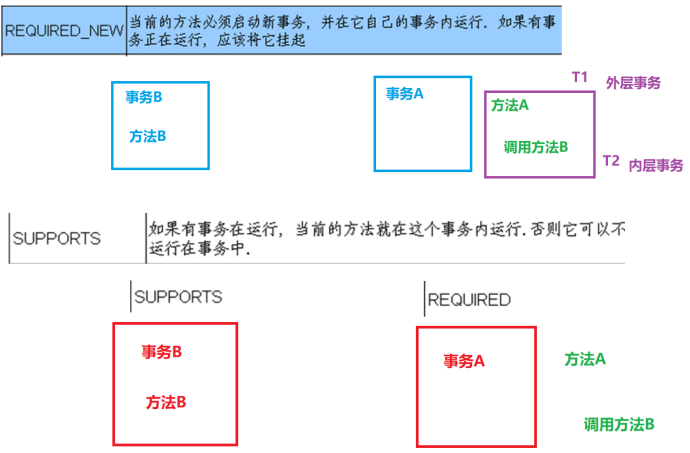 REQUIRED_NEW
当前的方法必须启动新事务,并在它自己的事务内运行. 如果有事
务正在运行,应该将它挂起
事务B
方法B
事务A
T1 外层事务
方法A
调用方法B
T2 内层事务
SUPPORTS
如果有事务在运行, 当前的方法就在这个事务内运行.否则它可以不
运行在事务中.
SUPPORTS
REQUIRED
事务B
方法B
事务A
方法A
调用方法B